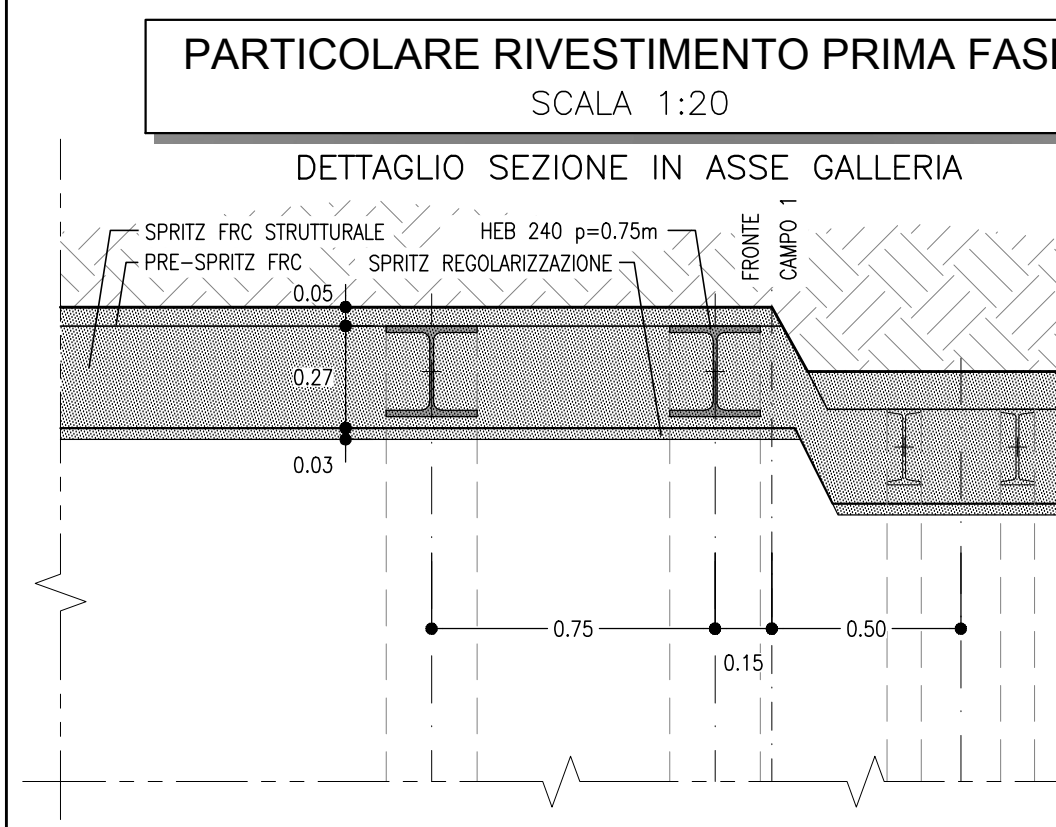 PARTICOLARE RIVESTIMENTO PRIMA FAS
SCALA 1:20
DETTAGLIO SEZIONE IN ASSE GALLERIA
SPRITZ FRC STRUTTURALE
HEB 240 p=0.75m
PRE-SPRITZ FRC
SPRITZ REGOLARIZZAZIONE
FRONTE
CAMPO 1
0.05
0.27
0.03
0.75
0.15
0.50